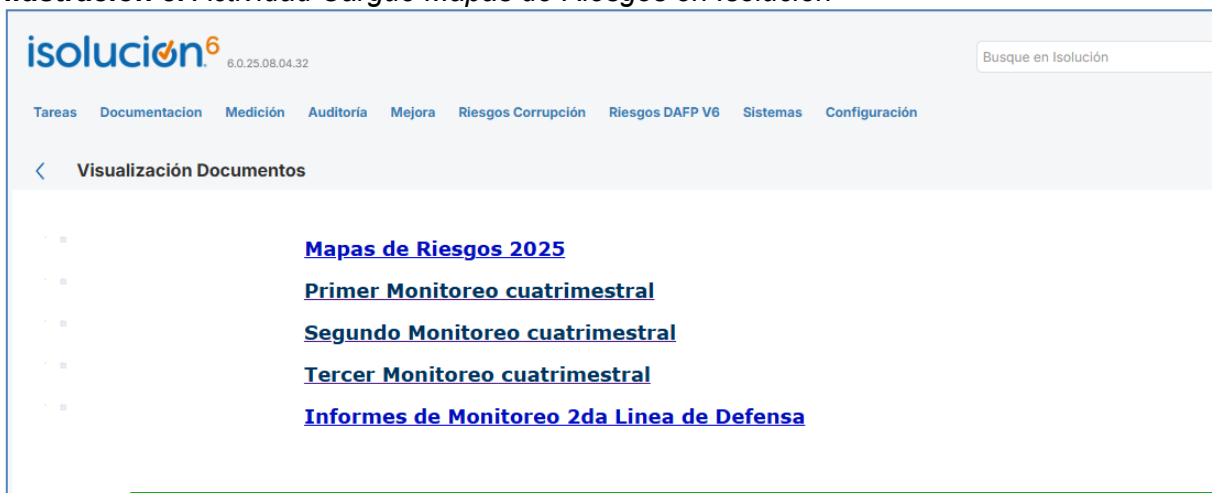 isolución 6 6.0.25.08.04.32
Busque en Isolución
Tareas Documentacion Medición Auditoría Mejora Riesgos Corrupción Riesgos DAFP V6 Sistemas Configuración
Visualización Documentos
Mapas de Riesgos 2025
Primer Monitoreo cuatrimestral
Segundo Monitoreo cuatrimestral
Tercer Monitoreo cuatrimestral
Informes de Monitoreo 2da Linea de Defensa